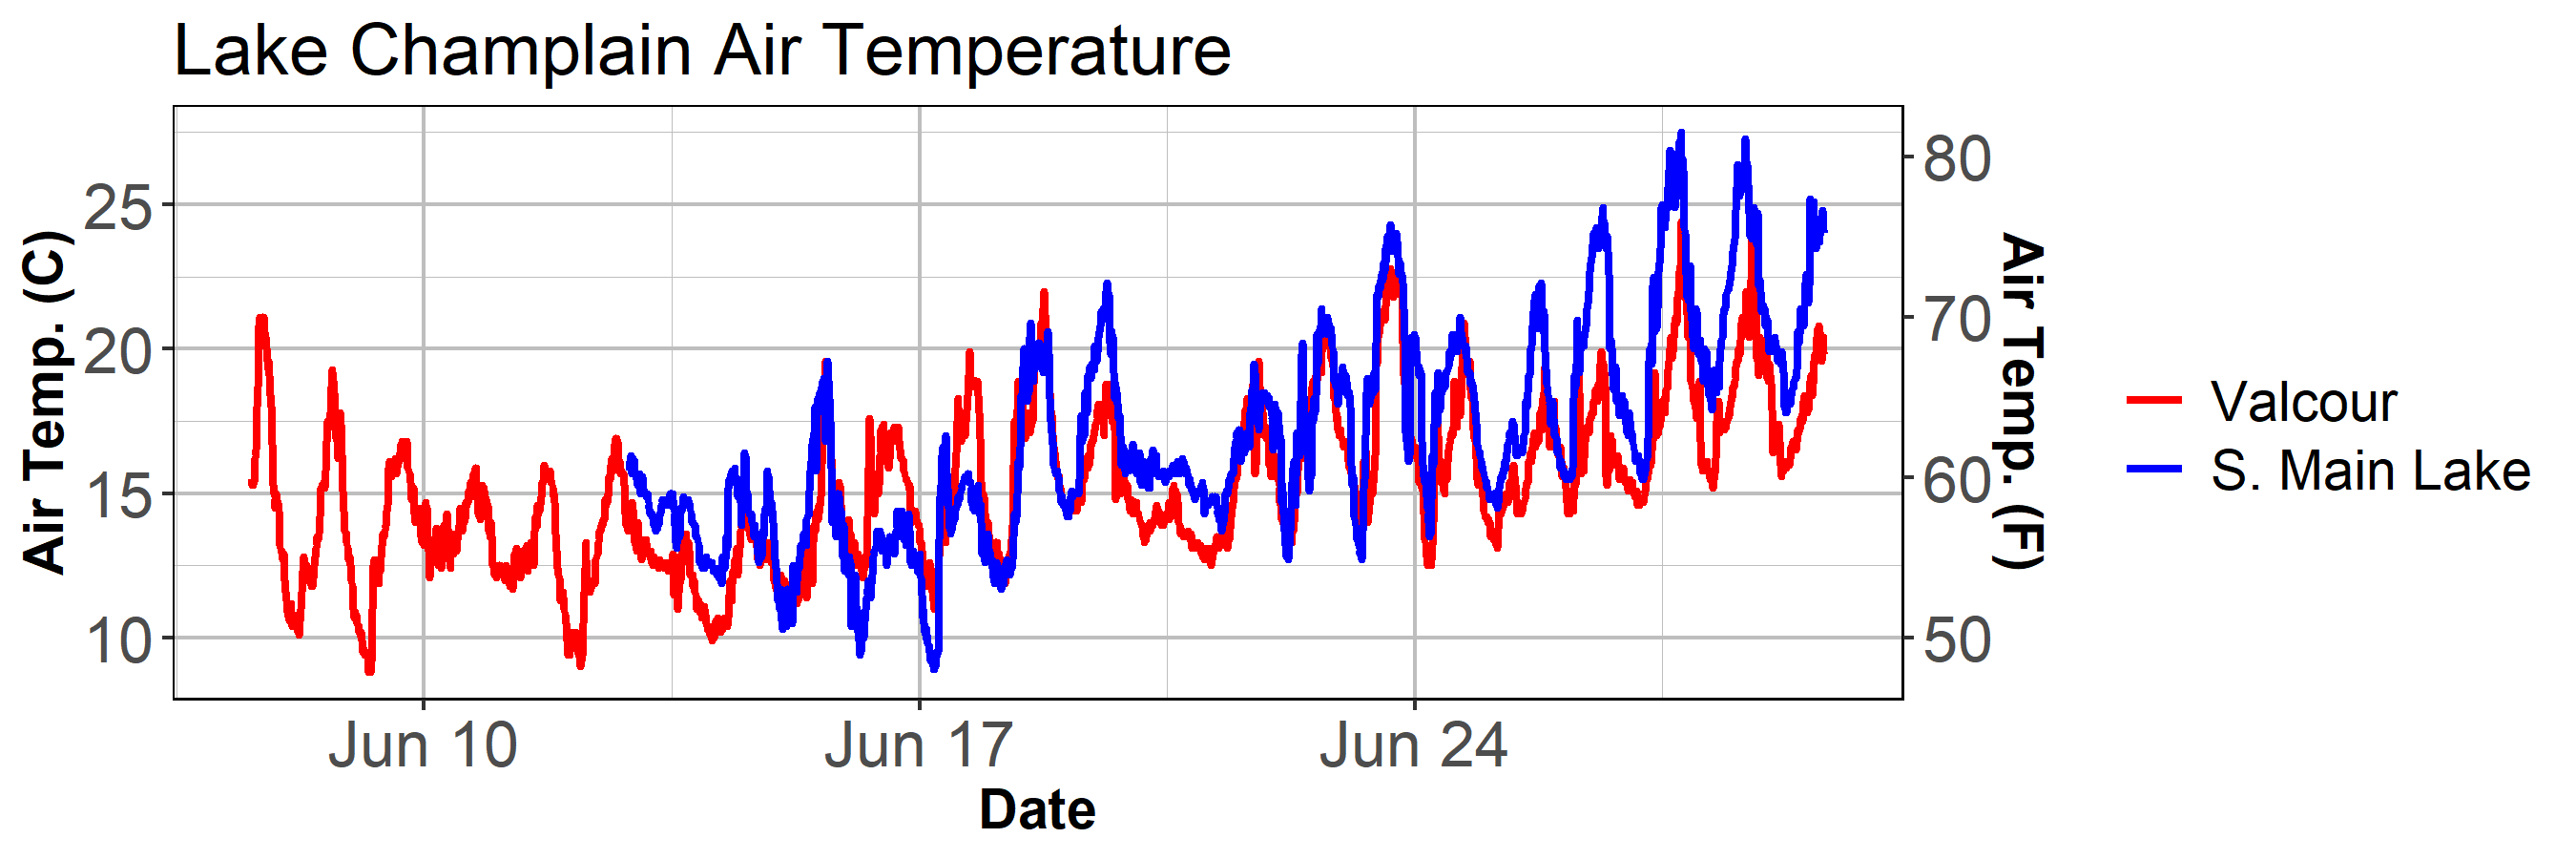 Lake Champlain Air Temperature
Air Temp. (C)
25
20
15
10
80
70
60
50
Air Temp. (F)
Jun 10
Jun 17
Jun 24
Date
Valcour
S. Main Lake